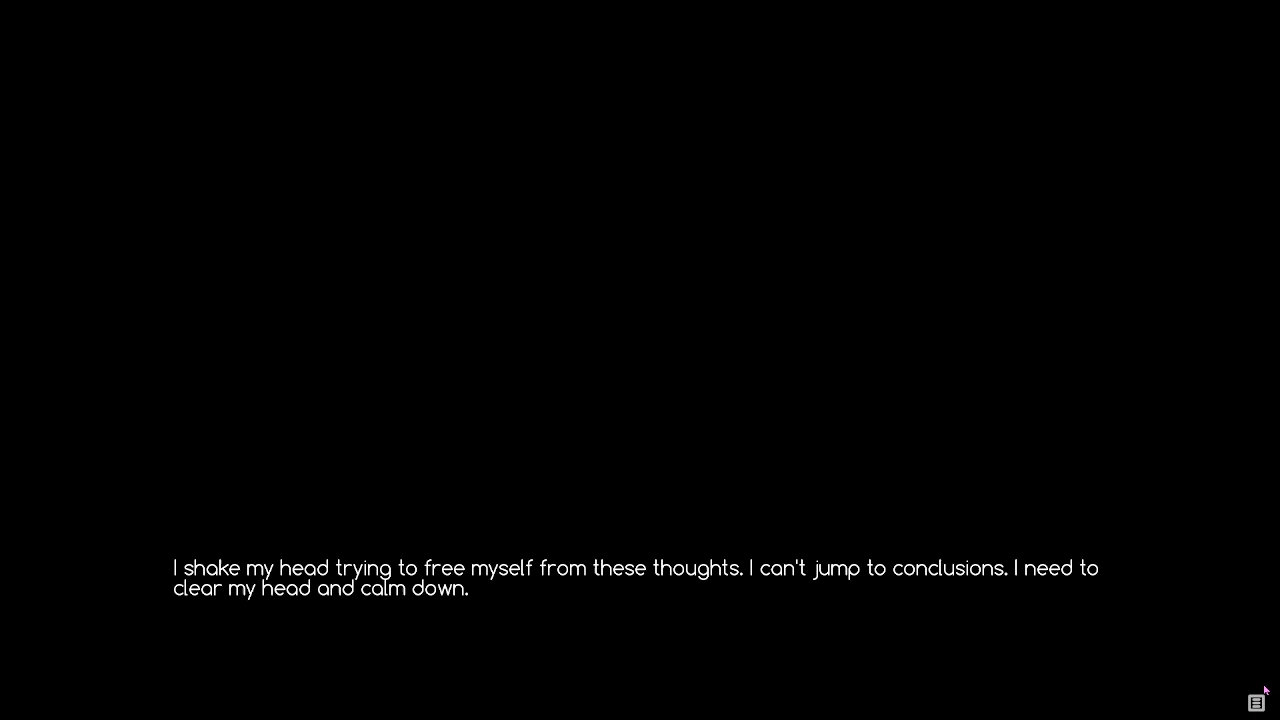 I shake my head trying to free myself from these thoughts. I can't jump to conclusions. I need to
clear my head and calm down.